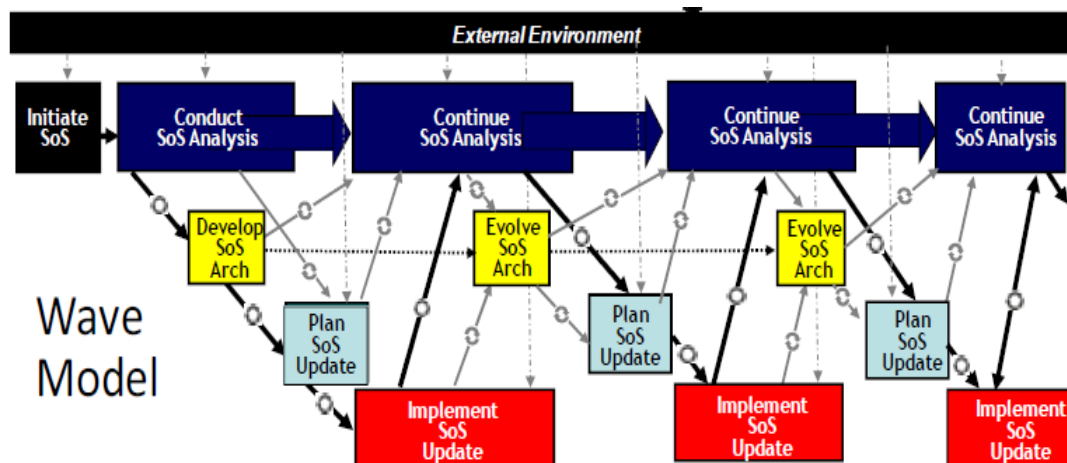 External Environment
Initiate
SoS
Conduct
SoS Analysis
Continue
SoS Analysis
Continue
SoS Analysis
Continue
SoS Analysis
Develop
SoS
Arch
Evolve
SoS
Arch
Evolve
SoS
Arch
Plan
SoS
Update
Plan
SoS
Update
Plan
SoS
Update
Wave
Model
Implement
SoS
Update
Implement
SoS
Update
Implement
SoS
Update